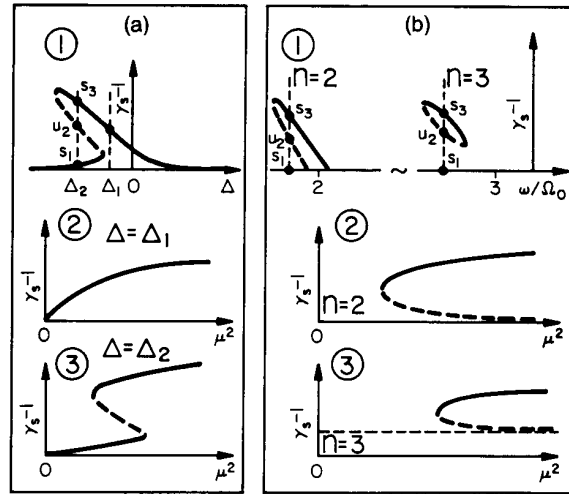 (a)
1
γs⁻¹
s3
u2
s1
Δ2 Δ1 0 Δ
2
Δ=Δ1
γs⁻¹
0 μ²
3
Δ=Δ2
γs⁻¹
0 μ²
(b)
1
n=2 n=3
s3 s3
u2 u2
s1 s1
γs⁻¹
2 ~ 3 ω/Ω0
2
γs⁻¹
n=2
0 μ²
3
γs⁻¹
n=3
0 μ²